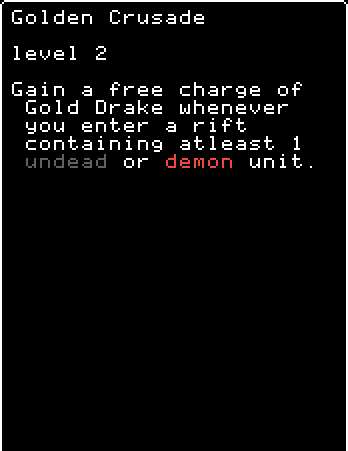 Golden Crusade
level 2
Gain a free charge of
Gold Drake whenever
you enter a rift
containing atleast 1
undead or demon unit.